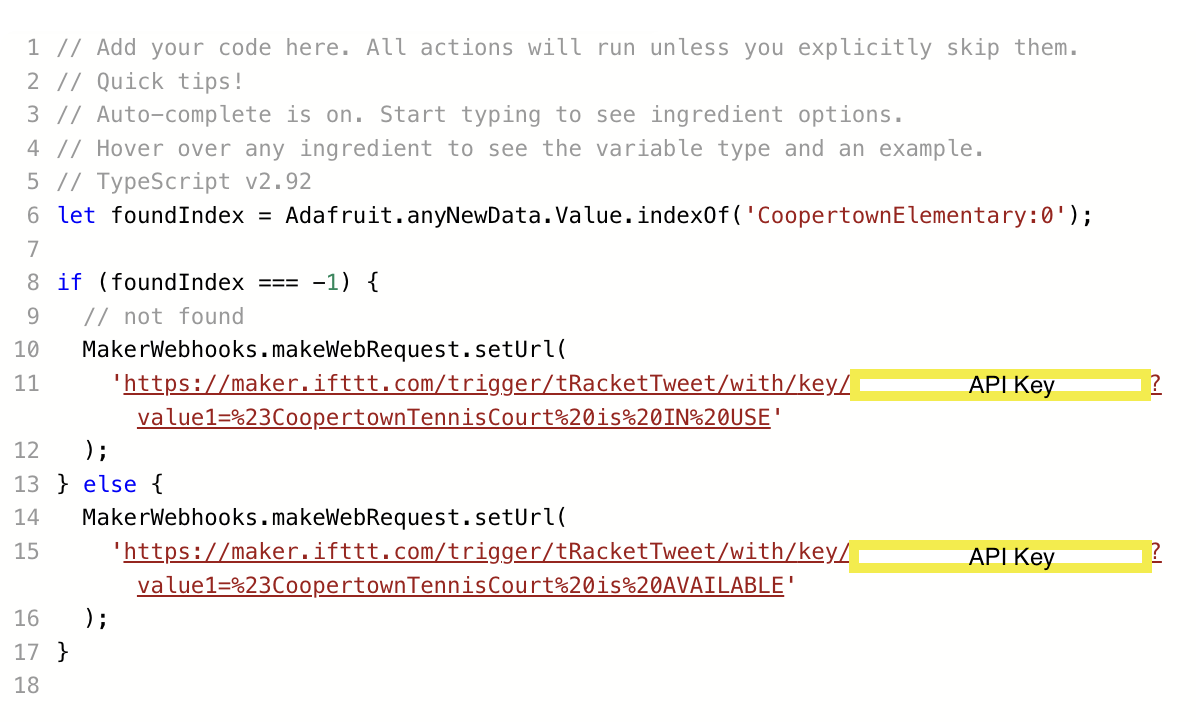 1 // Add your code here. All actions will run unless you explicitly skip them.
2 // Quick tips!
3 // Auto-complete is on. Start typing to see ingredient options.
4 // Hover over any ingredient to see the variable type and an example.
5 // TypeScript v2.92
6 let foundIndex = Adafruit.anyNewData.Value.indexOf('CoopertownElementary:0');
7
8 if (foundIndex === -1) {
9   // not found
10   MakerWebhooks.makeWebRequest.setUrl(
11     'https://maker.ifttt.com/trigger/tRacketTweet/with/key/ API Key ?
value1=%23CoopertownTennisCourt%20is%20IN%20USE'
12   );
13 } else {
14   MakerWebhooks.makeWebRequest.setUrl(
15     'https://maker.ifttt.com/trigger/tRacketTweet/with/key/ API Key ?
value1=%23CoopertownTennisCourt%20is%20AVAILABLE'
16   );
17 }
18